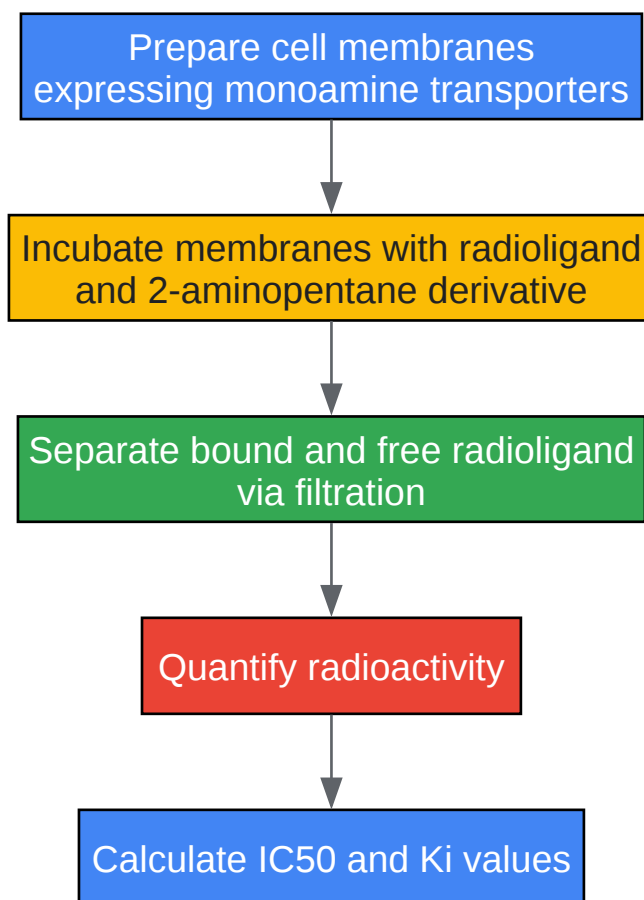 Prepare cell membranes
expressing monoamine transporters
Incubate membranes with radioligand
and 2-aminopentane derivative
Separate bound and free radioligand
via filtration
Quantify radioactivity
Calculate IC50 and Ki values